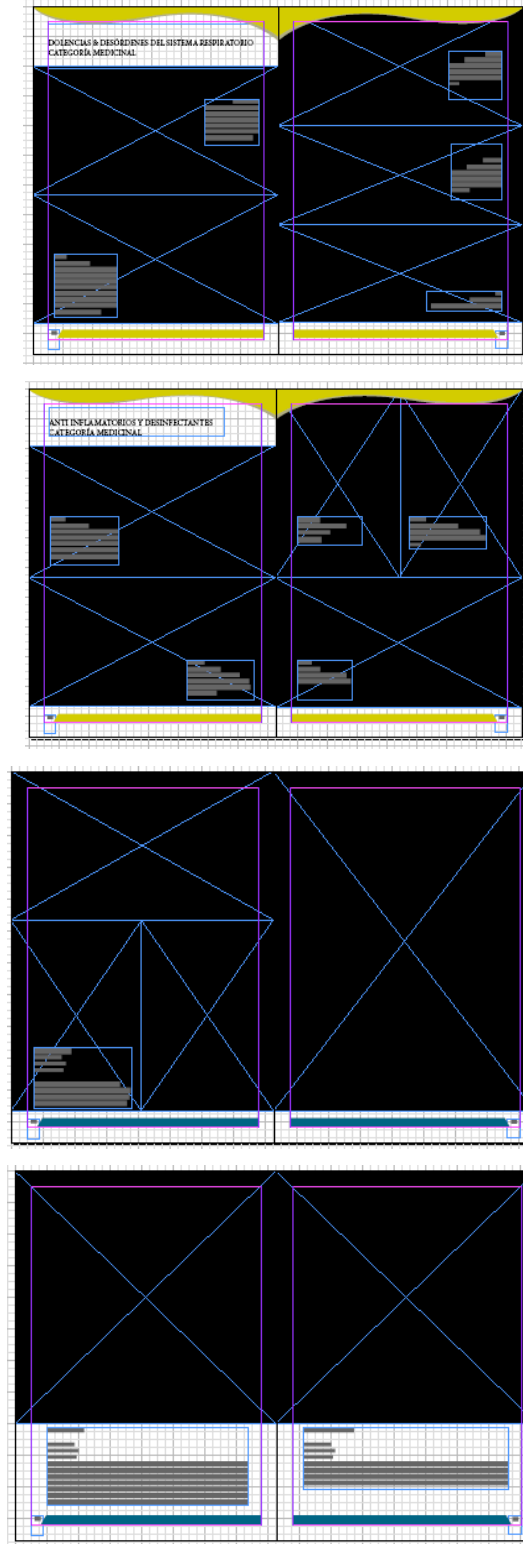 DOLENCIAS & DESÓRDENES DEL SISTEMA RESPIRATORIO
CATEGORÍA MEDICINAL
ANTI INFLAMATORIOS Y DESINFECTANTES
CATEGORÍA MEDICINAL